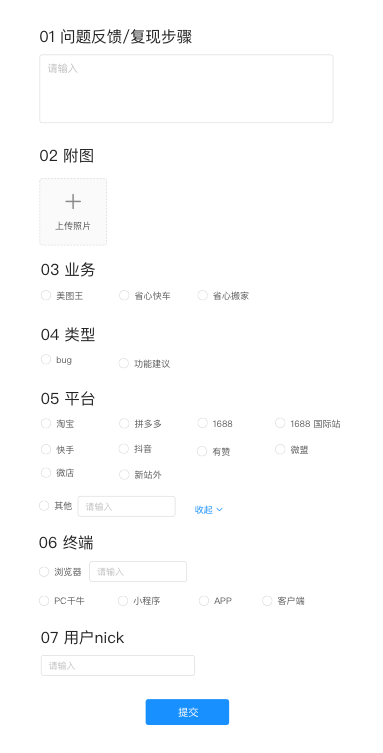 01 问题反馈/复现步骤
请输入
02 附图
上传照片
03 业务
美图王 省心快车 省心搬家
04 类型
bug 功能建议
05 平台
淘宝 拼多多 1688 1688 国际站
快手 抖音 有赞 微盟
微店 新站外
其他 请输入 收起
06 终端
浏览器 请输入
PC千牛 小程序 APP 客户端
07 用户nick
请输入
提交